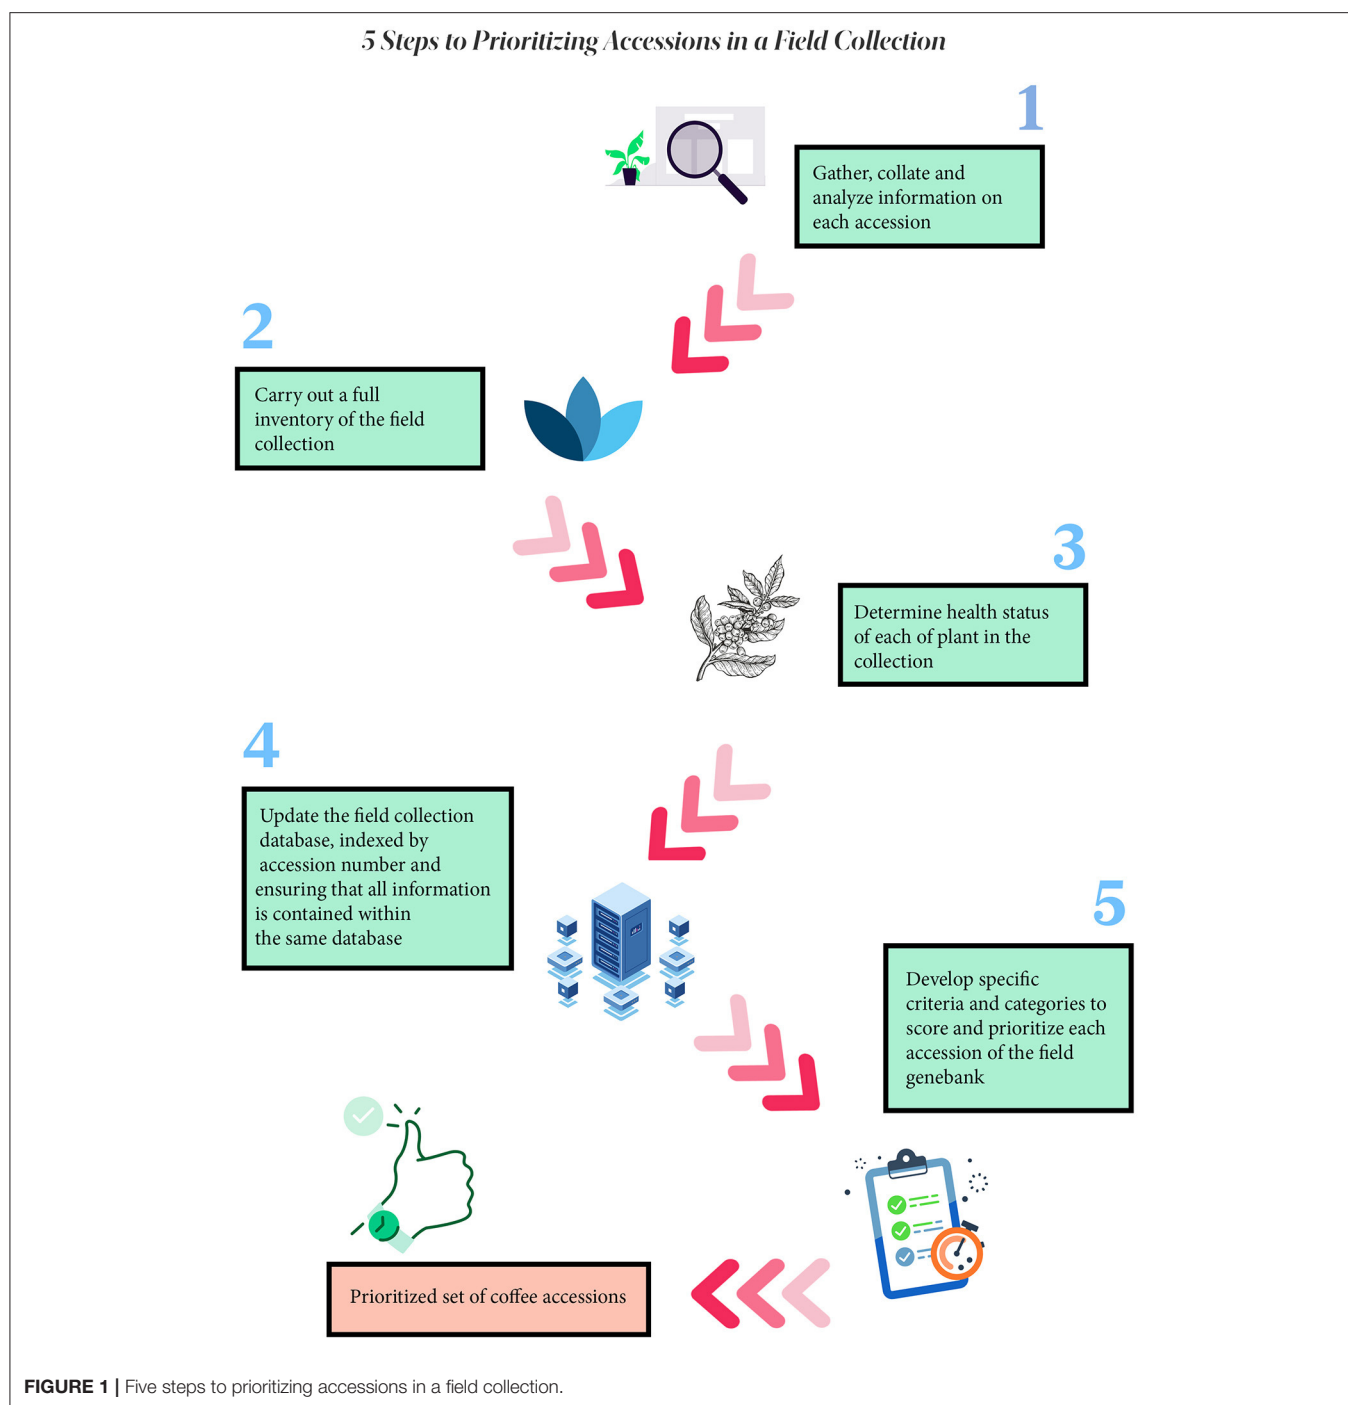 5 Steps to Prioritizing Accessions in a Field Collection
1
Gather, collate and
analyze information on
each accession
2
Carry out a full
inventory of the field
collection
3
Determine health status
of each of plant in the
collection
4
Update the field collection
database, indexed by
accession number and
ensuring that all information
is contained within
the same database
5
Develop specific
criteria and categories to
score and prioritize each
accession of the field
genebank
Prioritized set of coffee accessions
FIGURE 1 | Five steps to prioritizing accessions in a field collection.